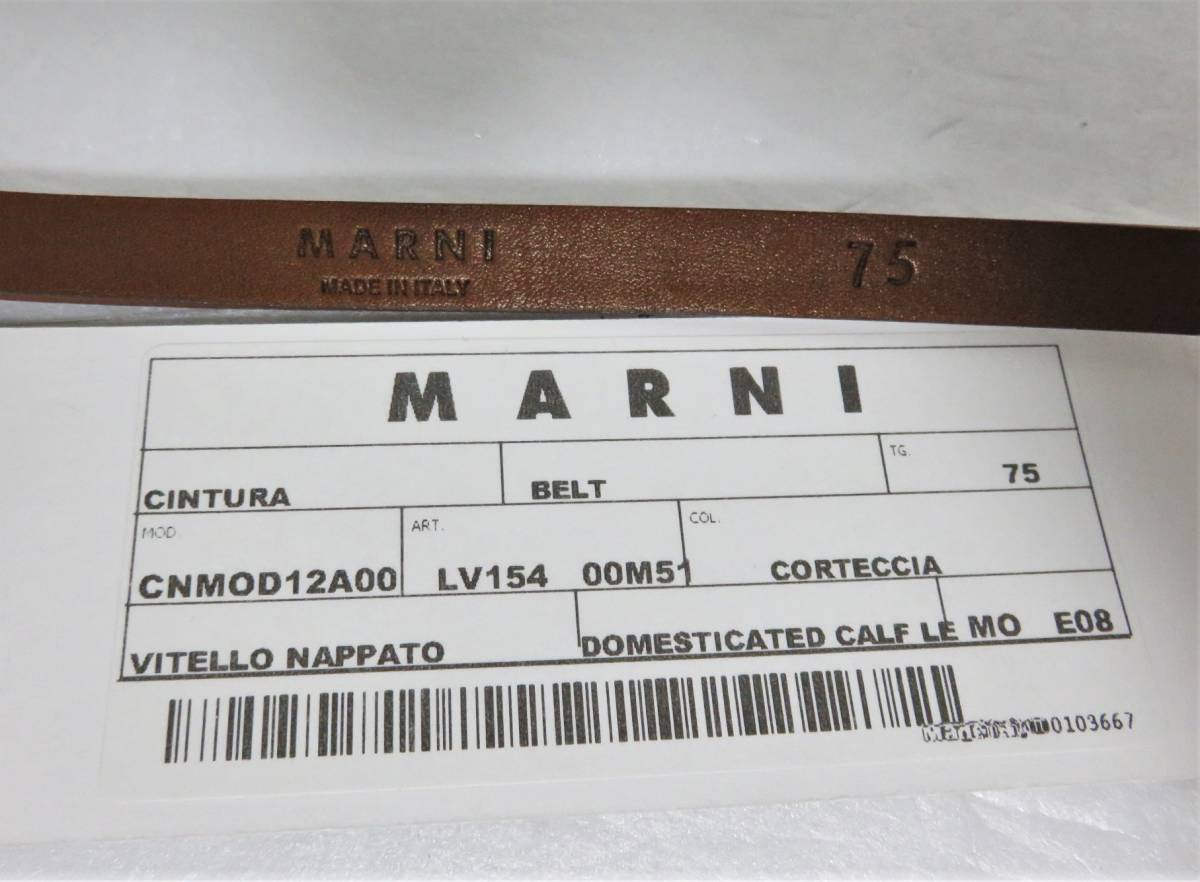 MARNI 75
MADE IN ITALY
MARNI
CINTURA BELT TG. 75
MOD. ART. COL.
CNMOD12A00 LV154 00M51 CORTECCIA
VITELLO NAPPATO DOMESTICATED CALF LE MO E08
0103667